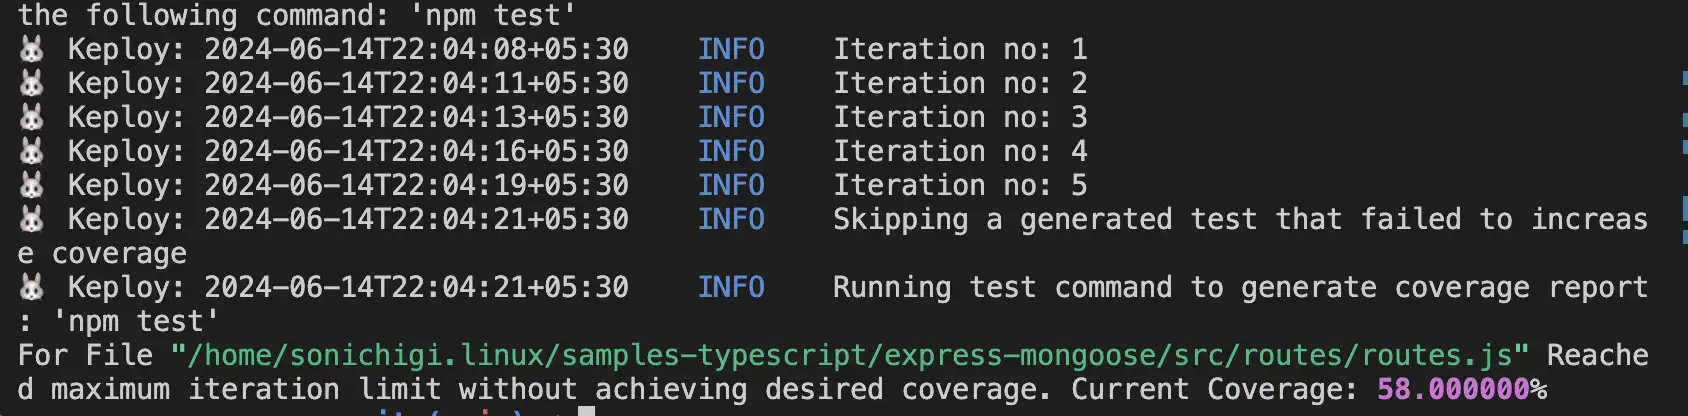 the following command: 'npm test'
🐰 Keploy: 2024-06-14T22:04:08+05:30    INFO    Iteration no: 1
🐰 Keploy: 2024-06-14T22:04:11+05:30    INFO    Iteration no: 2
🐰 Keploy: 2024-06-14T22:04:13+05:30    INFO    Iteration no: 3
🐰 Keploy: 2024-06-14T22:04:16+05:30    INFO    Iteration no: 4
🐰 Keploy: 2024-06-14T22:04:19+05:30    INFO    Iteration no: 5
🐰 Keploy: 2024-06-14T22:04:21+05:30    INFO    Skipping a generated test that failed to increas
e coverage
🐰 Keploy: 2024-06-14T22:04:21+05:30    INFO    Running test command to generate coverage report
: 'npm test'
For File "/home/sonichigi.linux/samples-typescript/express-mongoose/src/routes/routes.js" Reache
d maximum iteration limit without achieving desired coverage. Current Coverage: 58.000000%